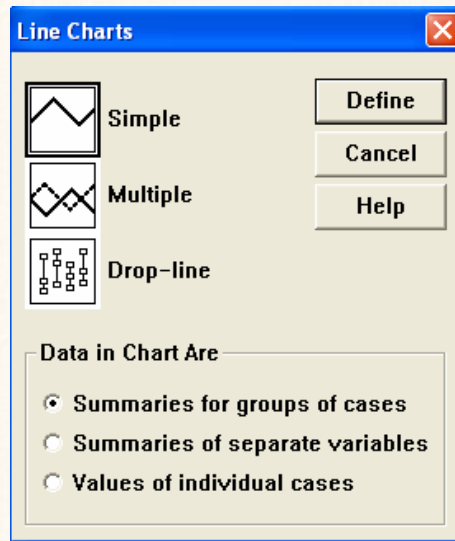 Line Charts
Simple
Multiple
Drop-line
Define
Cancel
Help
Data in Chart Are
Summaries for groups of cases
Summaries of separate variables
Values of individual cases